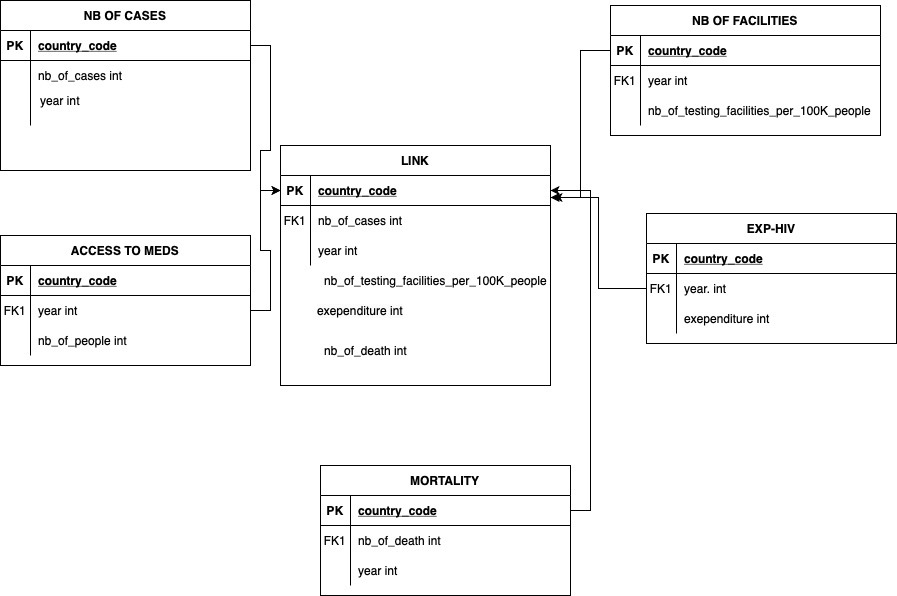 NB OF CASES
PK country_code
nb_of_cases int
year int
NB OF FACILITIES
PK country_code
FK1 year int
nb_of_testing_facilities_per_100K_people
LINK
PK country_code
FK1 nb_of_cases int
year int
nb_of_testing_facilities_per_100K_people
exependiture int
nb_of_death int
ACCESS TO MEDS
PK country_code
FK1 year int
nb_of_people int
EXP-HIV
PK country_code
FK1 year. int
exependiture int
MORTALITY
PK country_code
FK1 nb_of_death int
year int